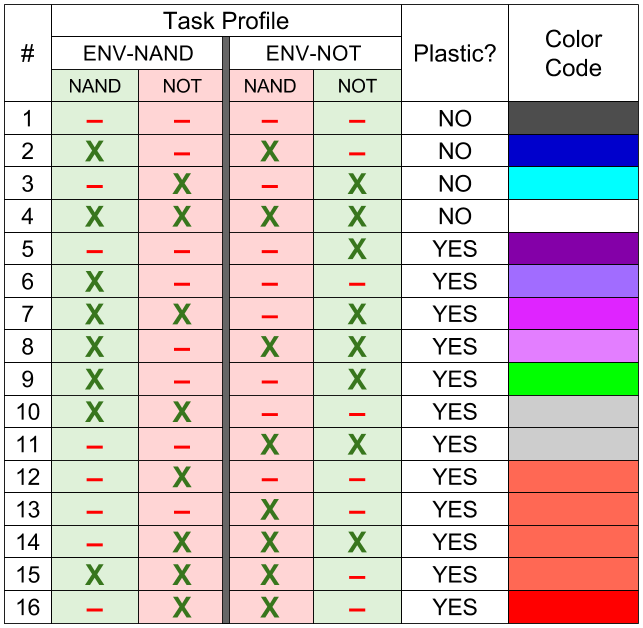 # Task Profile Plastic? Color Code
ENV-NAND ENV-NOT
NAND NOT NAND NOT
1 – – – – NO
2 X – X – NO
3 – X – X NO
4 X X X X NO
5 – – – X YES
6 X – – – YES
7 X X – X YES
8 X – X X YES
9 X – – X YES
10 X X – – YES
11 – – X X YES
12 – X – – YES
13 – – X – YES
14 – X X X YES
15 X X X – YES
16 – X X – YES